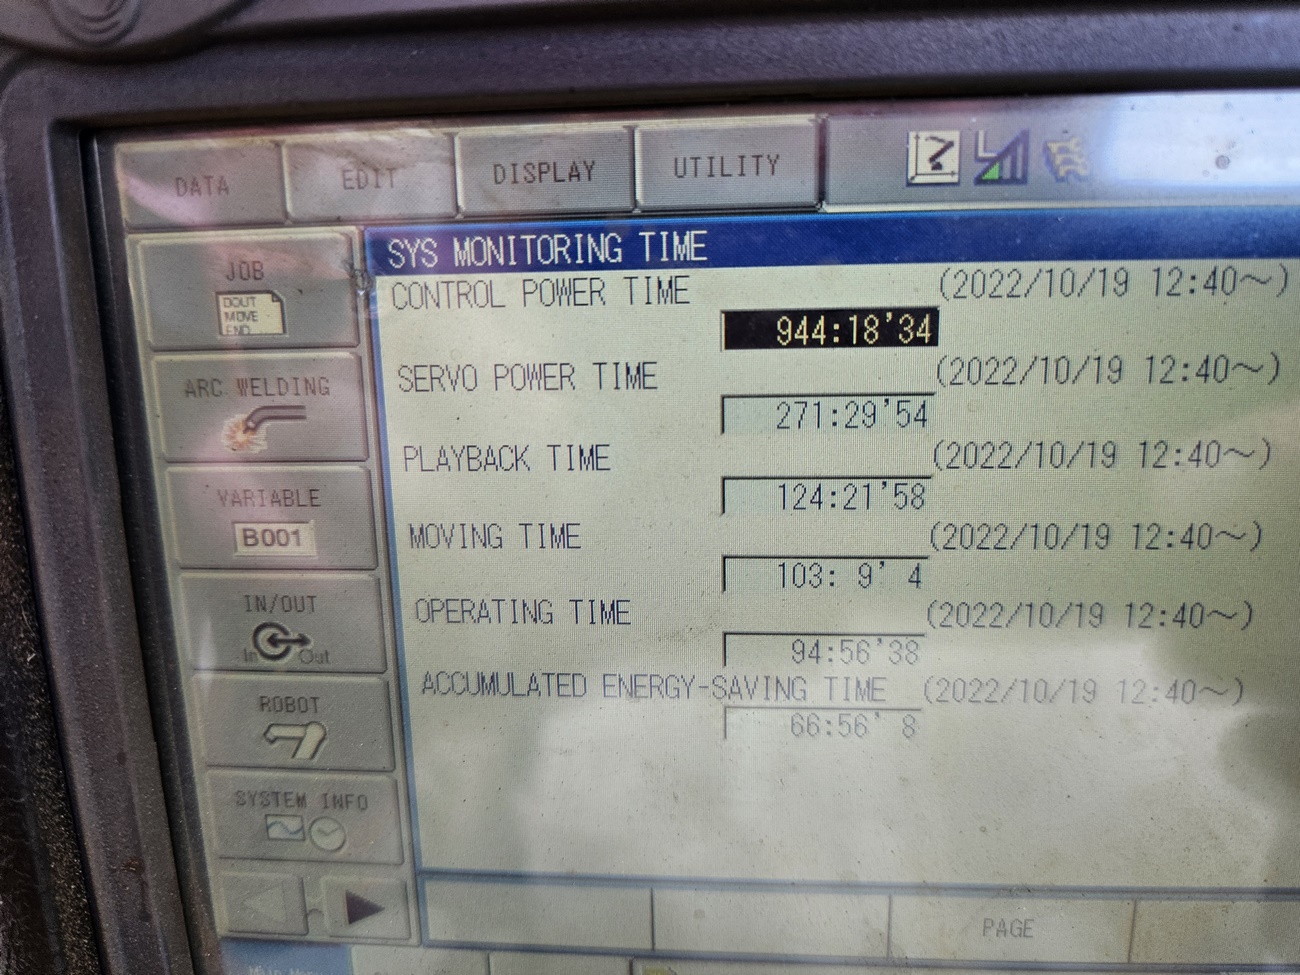 DATA EDIT DISPLAY UTILITY
JOB
DOUT
MOVE
END
ARC WELDING
VARIABLE
B001
IN/OUT
In Out
ROBOT
SYSTEM INFO
SYS MONITORING TIME
CONTROL POWER TIME (2022/10/19 12:40~)
944:18'34
SERVO POWER TIME (2022/10/19 12:40~)
271:29'54
PLAYBACK TIME (2022/10/19 12:40~)
124:21'58
MOVING TIME (2022/10/19 12:40~)
103: 9' 4
OPERATING TIME (2022/10/19 12:40~)
94:56'38
ACCUMULATED ENERGY-SAVING TIME (2022/10/19 12:40~)
66:56' 8
PAGE